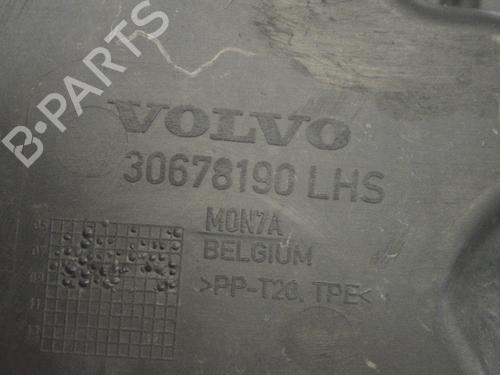 B-PARTS
VOLVO
30678190 LHS
MON7A
BELGIUM
>PP-T20, TPE<